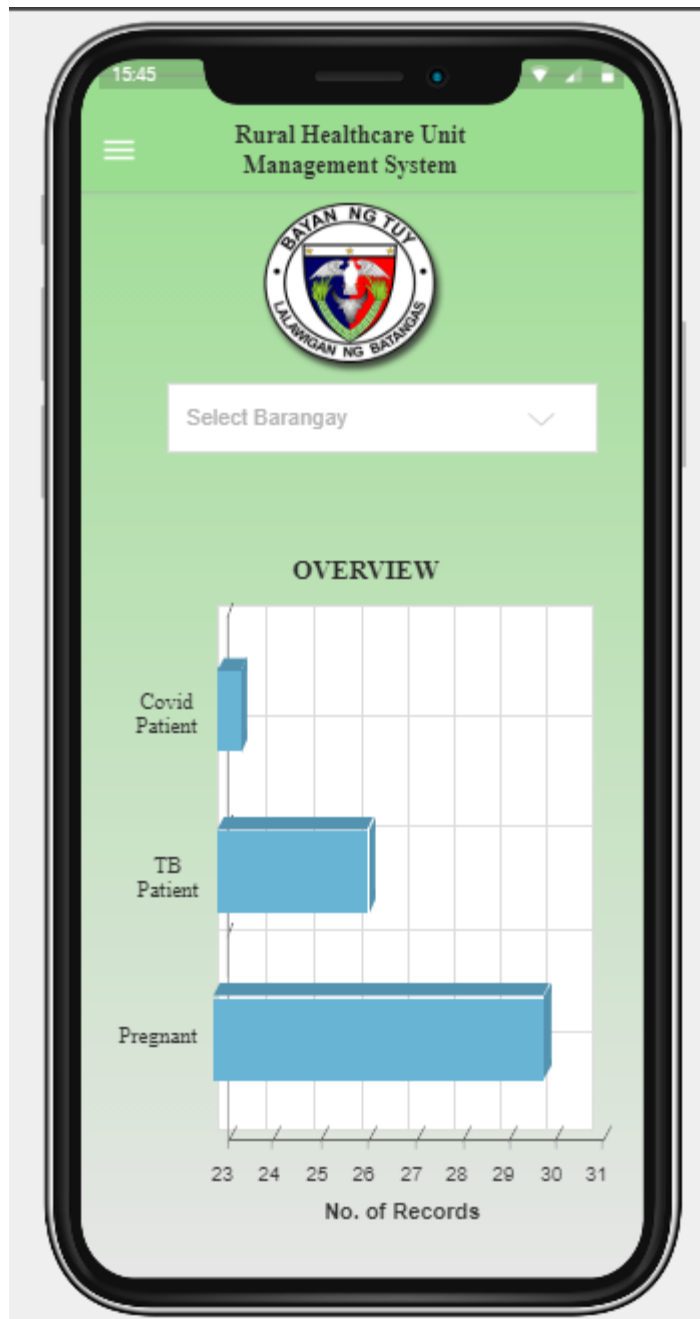 15:45
Rural Healthcare Unit
Management System
BAYAN NG TUY
LALAWIGAN NG BATANGAS
Select Barangay
OVERVIEW
Covid
Patient
TB
Patient
Pregnant
23 24 25 26 27 28 29 30 31
No. of Records